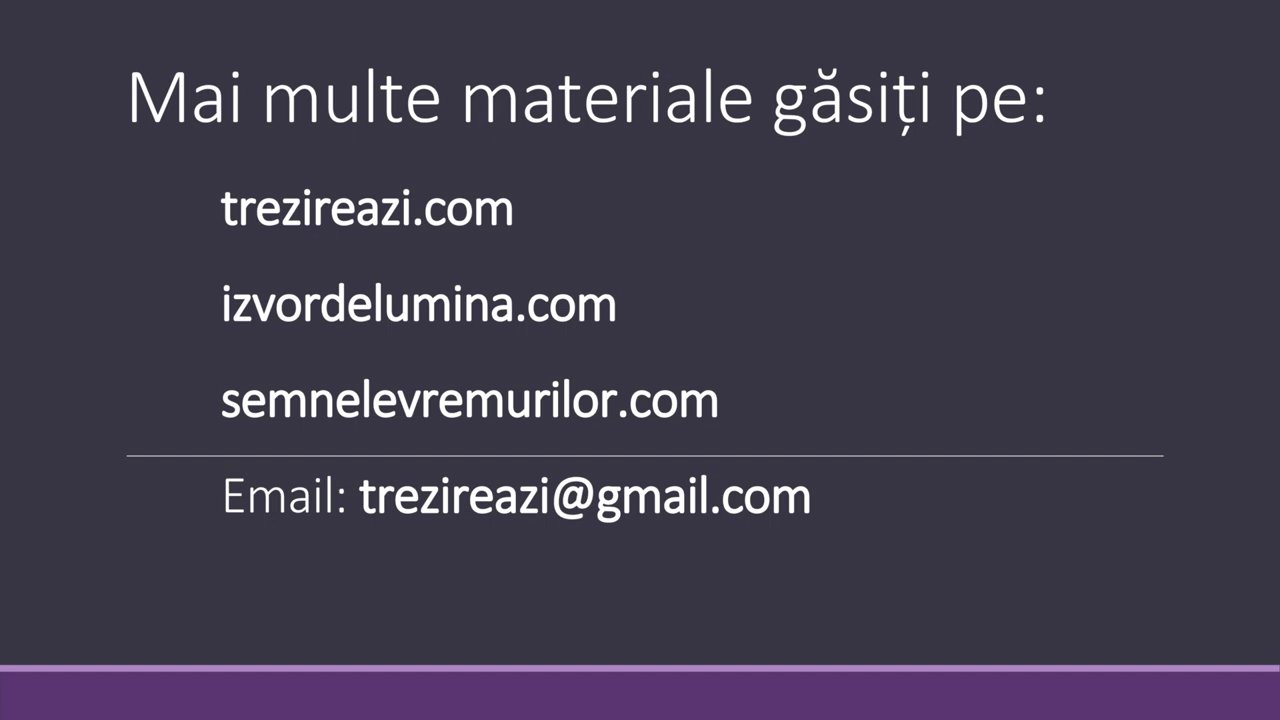 Mai multe materiale găsiți pe:
trezireazi.com
izvordelumina.com
semnelevremurilor.com
Email: trezireazi@gmail.com